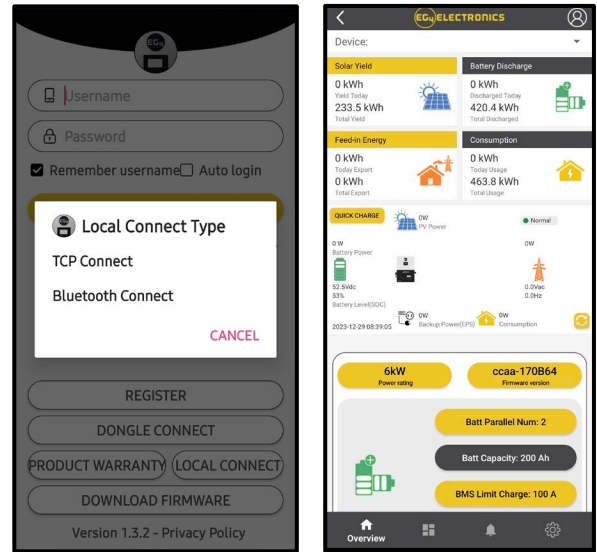 EG4
Username
Password
Remember username Auto login
Local Connect Type
TCP Connect
Bluetooth Connect
CANCEL
REGISTER
DONGLE CONNECT
PRODUCT WARRANTY LOCAL CONNECT
DOWNLOAD FIRMWARE
Version 1.3.2 - Privacy Policy
EG4 ELECTRONICS
Device:
Solar Yield
0 kWh
Yield Today
233.5 kWh
Total Yield
Battery Discharge
0 kWh
Discharged Today
420.4 kWh
Total Discharged
Feed-in Energy
0 kWh
Today Export
0 kWh
Total Export
Consumption
0 kWh
Today Usage
463.8 kWh
Total Usage
QUICK CHARGE
0W
PV Power
Normal
0 W
Battery Power
0W
52.5Vdc
53%
Battery Level(SOC)
0.0Vac
0.0Hz
2023-12-29 08:39:05
0W
Backup Power(EPS)
0W
Consumption
6kW
Power rating
ccaa-170B64
Firmware version
Batt Parallel Num: 2
Batt Capacity: 200 Ah
BMS Limit Charge: 100 A
Overview